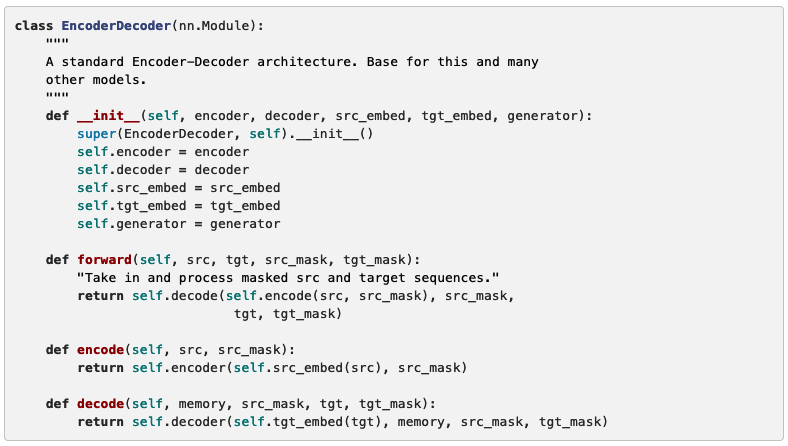 class EncoderDecoder(nn.Module):
    """
    A standard Encoder-Decoder architecture. Base for this and many
    other models.
    """
    def __init__(self, encoder, decoder, src_embed, tgt_embed, generator):
        super(EncoderDecoder, self).__init__()
        self.encoder = encoder
        self.decoder = decoder
        self.src_embed = src_embed
        self.tgt_embed = tgt_embed
        self.generator = generator

    def forward(self, src, tgt, src_mask, tgt_mask):
        "Take in and process masked src and target sequences."
        return self.decode(self.encode(src, src_mask), src_mask,
                            tgt, tgt_mask)

    def encode(self, src, src_mask):
        return self.encoder(self.src_embed(src), src_mask)

    def decode(self, memory, src_mask, tgt, tgt_mask):
        return self.decoder(self.tgt_embed(tgt), memory, src_mask, tgt_mask)